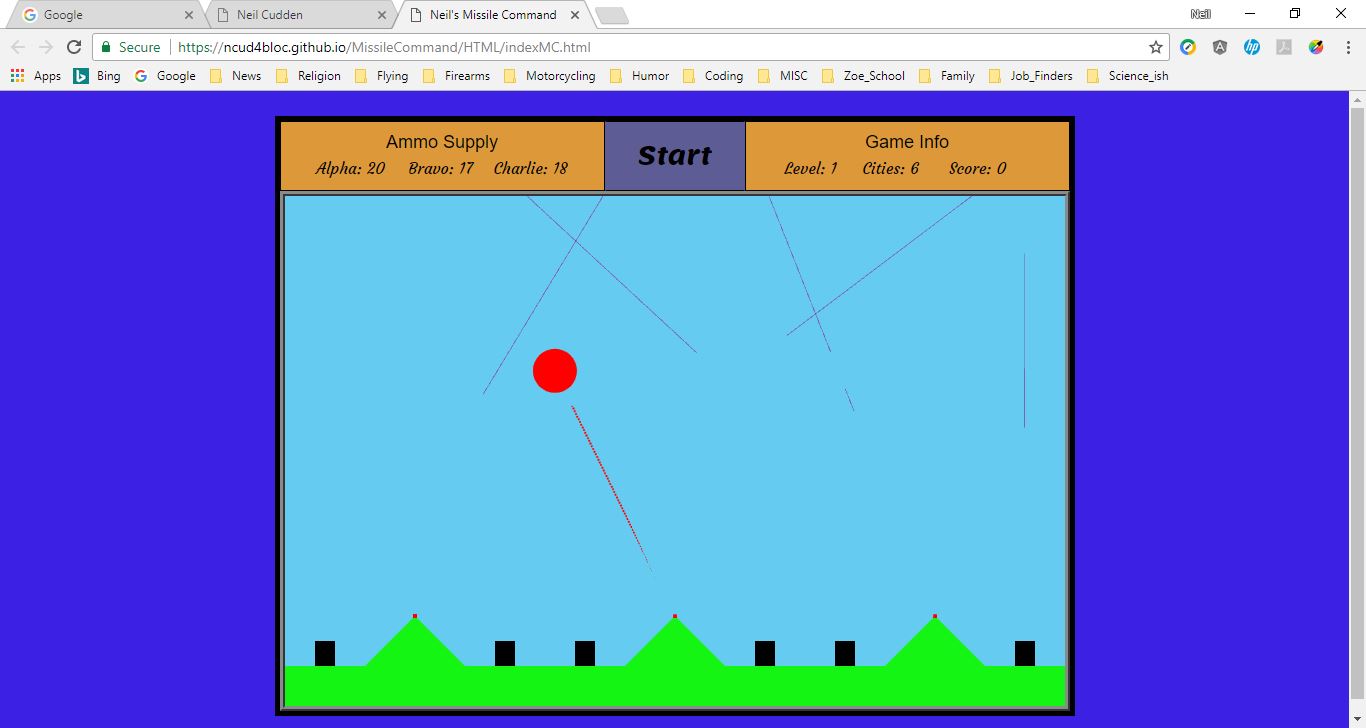 Google Neil Cudden Neil's Missile Command Neil
Secure https://ncud4bloc.github.io/MissileCommand/HTML/indexMC.html
Apps Bing Google News Religion Flying Firearms Motorcycling Humor Coding MISC Zoe_School Family Job_Finders Science_ish
Ammo Supply
Alpha: 20 Bravo: 17 Charlie: 18
Start
Game Info
Level: 1 Cities: 6 Score: 0